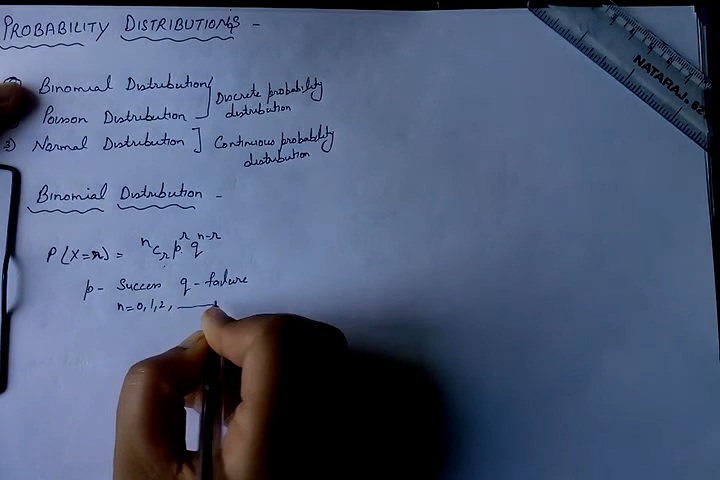 PROBABILITY DISTRIBUTIONS -
Binomial Distribution
Poisson Distribution
Discrete probability
distribution
3) Normal Distribution
Continuous probability
distribution
Binomial Distribution -
P(X=r) = ⁿCᵣ pʳ qⁿ⁻ʳ
p - Success q - failure
n=0,1,2,
NATARAJ